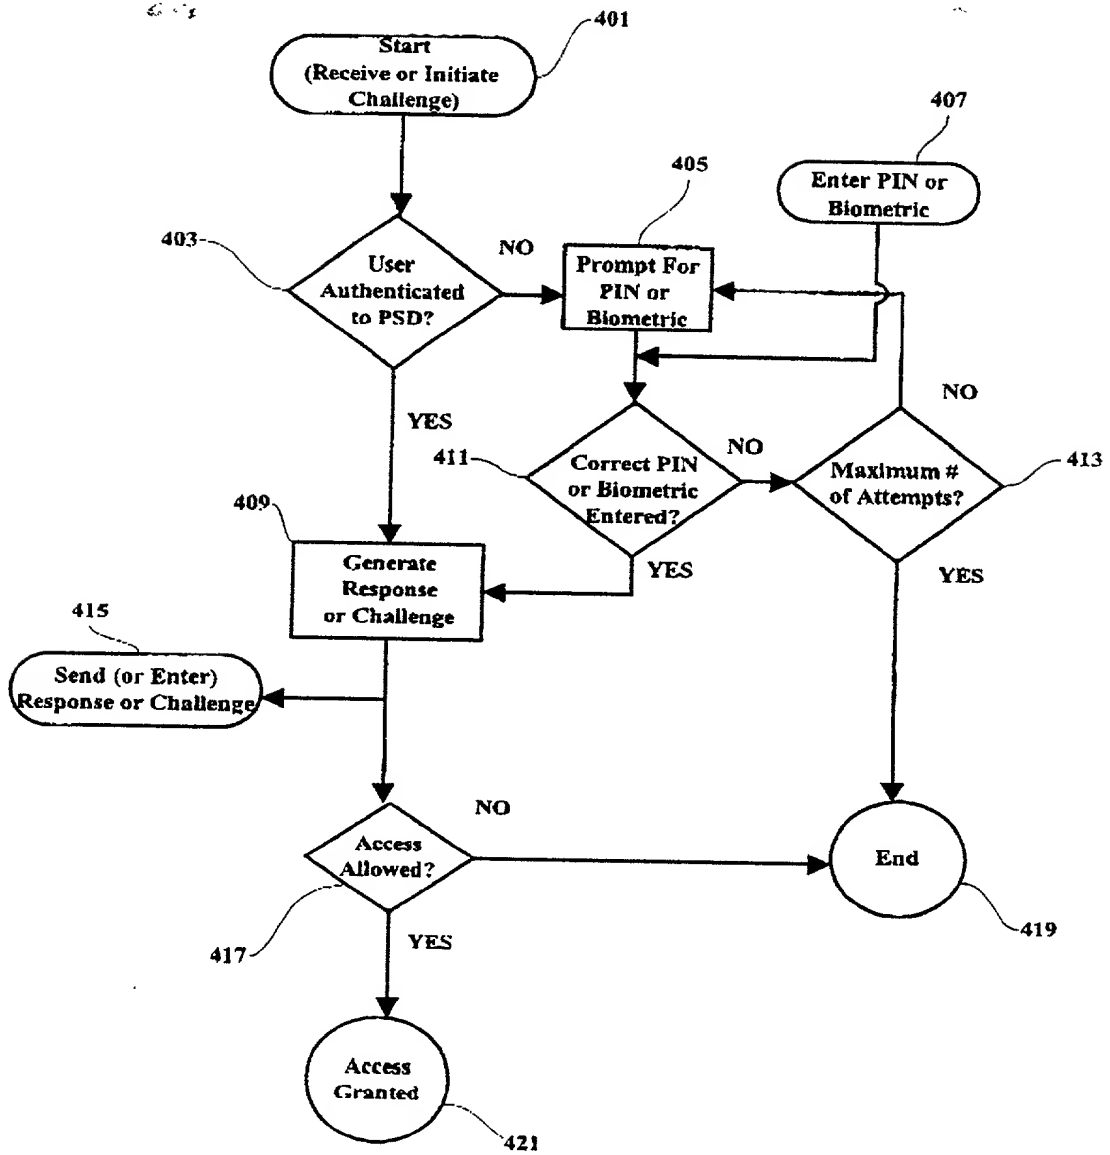 401
Start
(Receive or Initiate
Challenge)
407
405
Enter PIN or
Biometric
403
NO
User
Authenticated
to PSD?
Prompt For
PIN or
Biometric
NO
YES
411
NO
Correct PIN
or Biometric
Entered?
Maximum #
of Attempts?
413
409
Generate
Response
or Challenge
YES
YES
415
Send (or Enter)
Response or Challenge
NO
Access
Allowed?
End
417
YES
419
Access
Granted
421